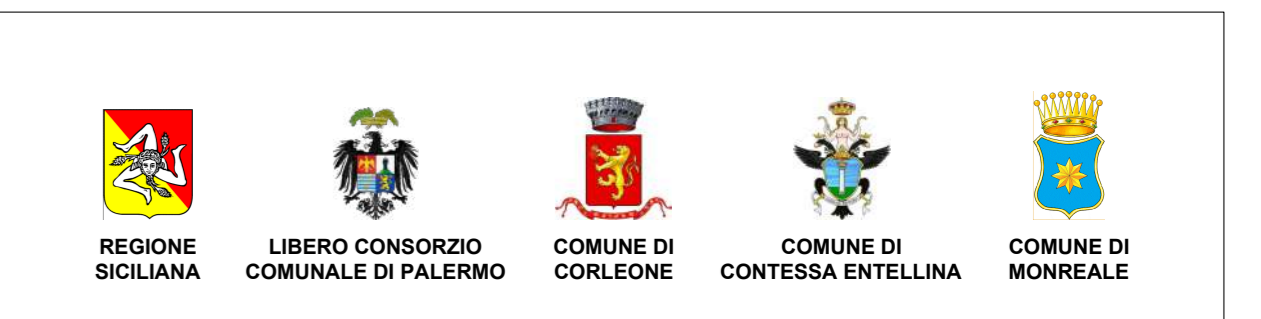 REGIONE
SICILIANA
LIBERO CONSORZIO
COMUNALE DI PALERMO
COMUNE DI
CORLEONE
COMUNE DI
CONTESSA ENTELLINA
COMUNE DI
MONREALE